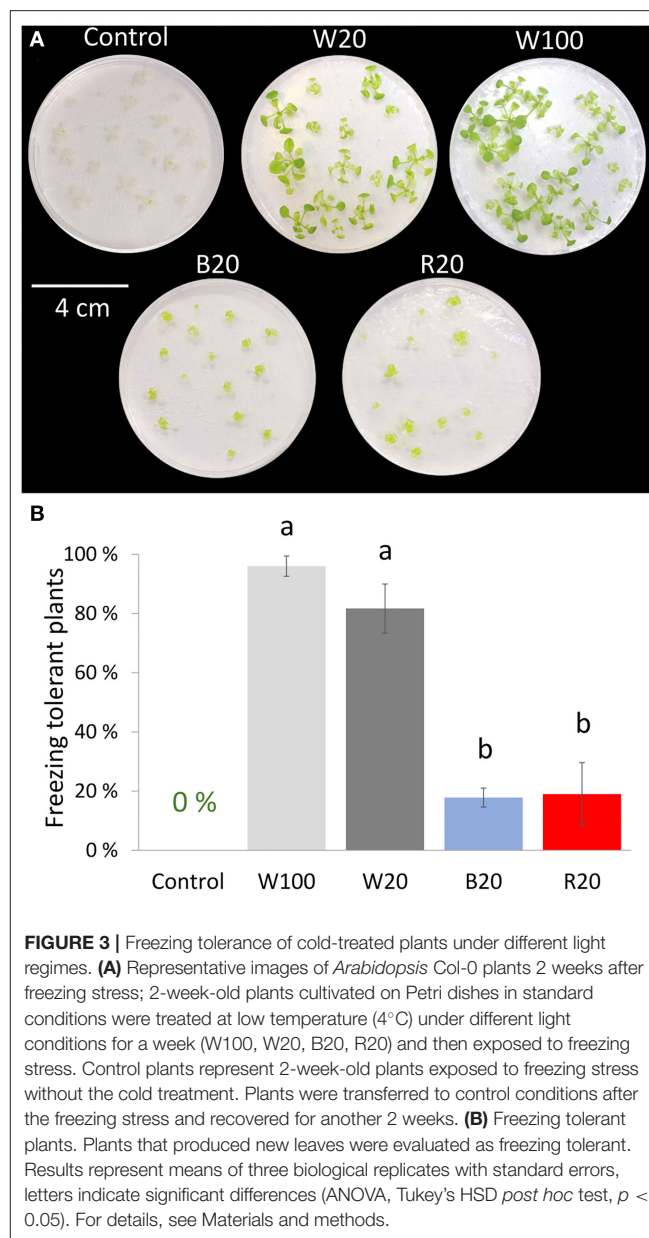 A
Control
W20
W100
B20
R20
4 cm
B
Freezing tolerant plants
100 %
80 %
60 %
40 %
20 %
0 %
0 %
a
a
b
b
Control W100 W20 B20 R20
FIGURE 3 | Freezing tolerance of cold-treated plants under different light
regimes. (A) Representative images of Arabidopsis Col-0 plants 2 weeks after
freezing stress; 2-week-old plants cultivated on Petri dishes in standard
conditions were treated at low temperature (4°C) under different light
conditions for a week (W100, W20, B20, R20) and then exposed to freezing
stress. Control plants represent 2-week-old plants exposed to freezing stress
without the cold treatment. Plants were transferred to control conditions after
the freezing stress and recovered for another 2 weeks. (B) Freezing tolerant
plants. Plants that produced new leaves were evaluated as freezing tolerant.
Results represent means of three biological replicates with standard errors,
letters indicate significant differences (ANOVA, Tukey's HSD post hoc test, p <
0.05). For details, see Materials and methods.